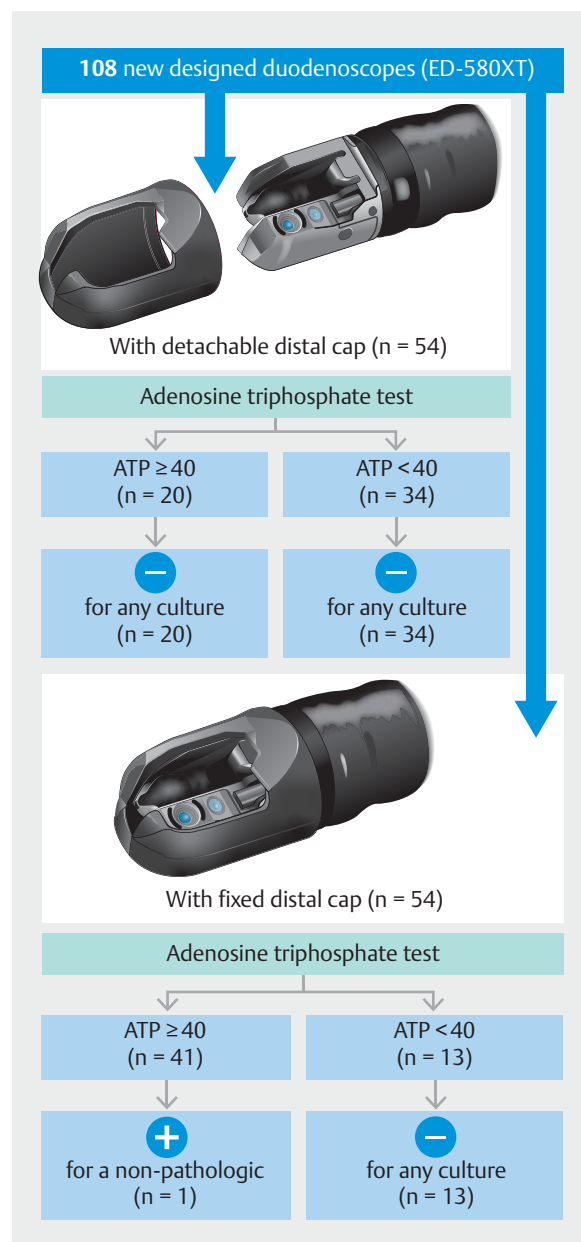 108 new designed duodenoscopes (ED-580XT)
With detachable distal cap (n = 54)
Adenosine triphosphate test
ATP ≥ 40
(n = 20)
ATP < 40
(n = 34)
−
for any culture
(n = 20)
−
for any culture
(n = 34)
With fixed distal cap (n = 54)
Adenosine triphosphate test
ATP ≥ 40
(n = 41)
ATP < 40
(n = 13)
+
for a non-pathologic
(n = 1)
−
for any culture
(n = 13)